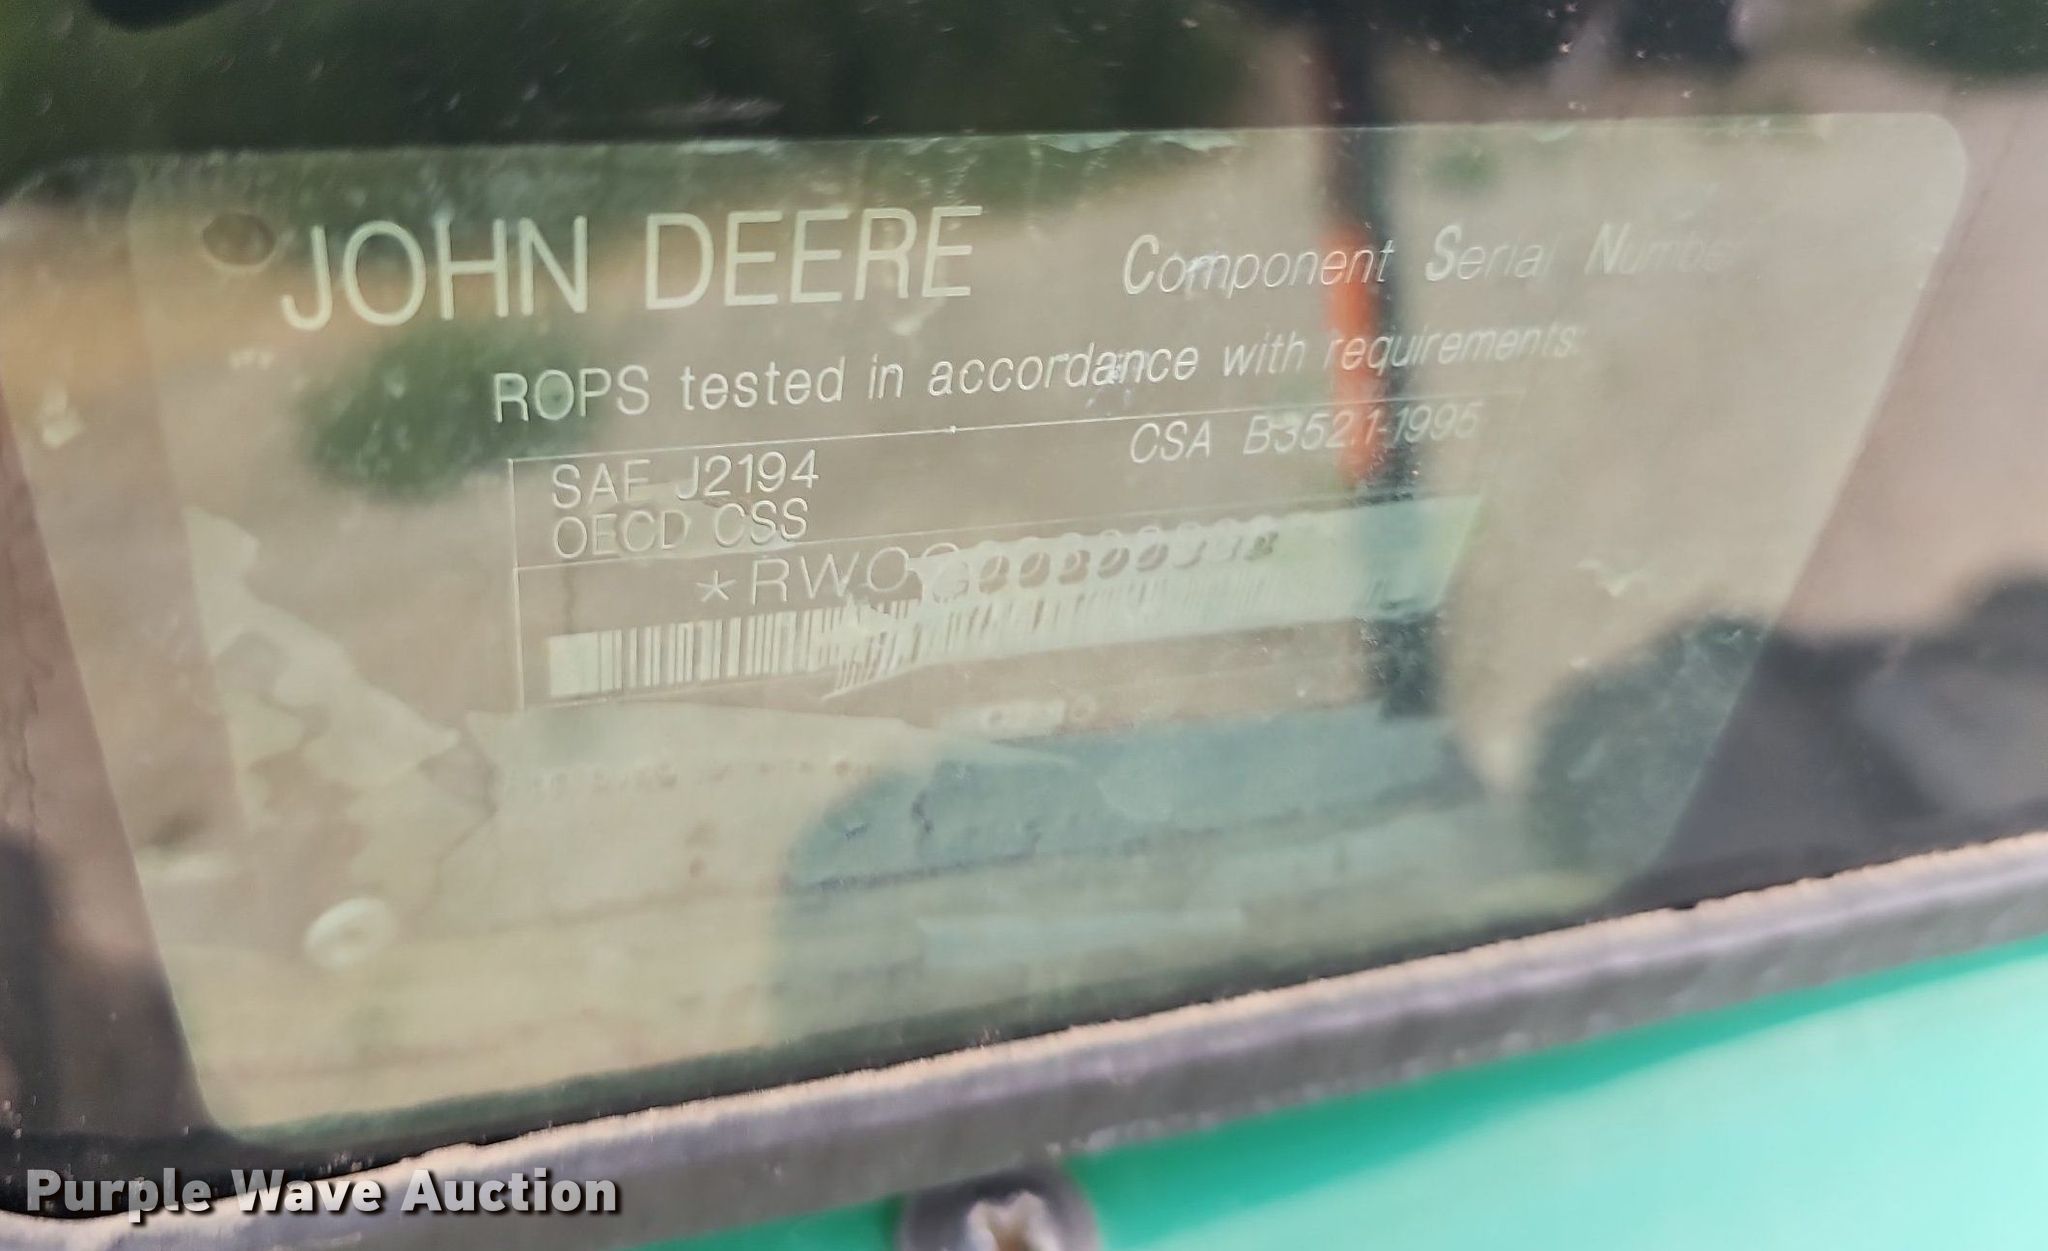 JOHN DEERE Component Serial Number
ROPS tested in accordance with requirements:
SAE J2194 CSA B352.1-1995
OECD CSS
Purple Wave Auction